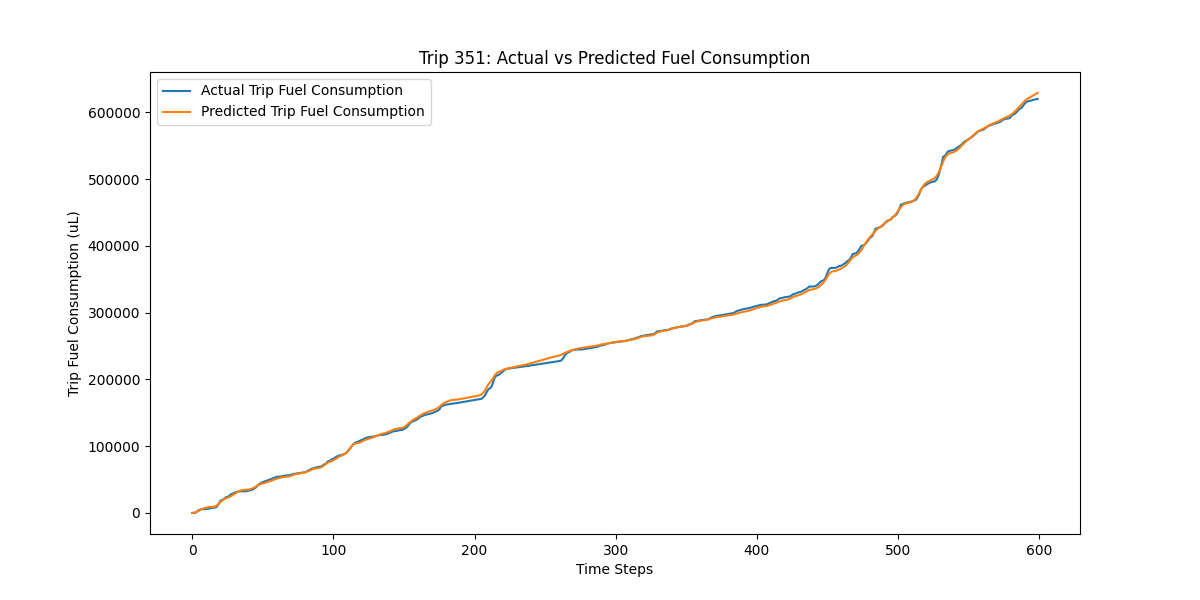 Trip 351: Actual vs Predicted Fuel Consumption
Actual Trip Fuel Consumption
Predicted Trip Fuel Consumption
Trip Fuel Consumption (uL)
600000
500000
400000
300000
200000
100000
0
0 100 200 300 400 500 600
Time Steps